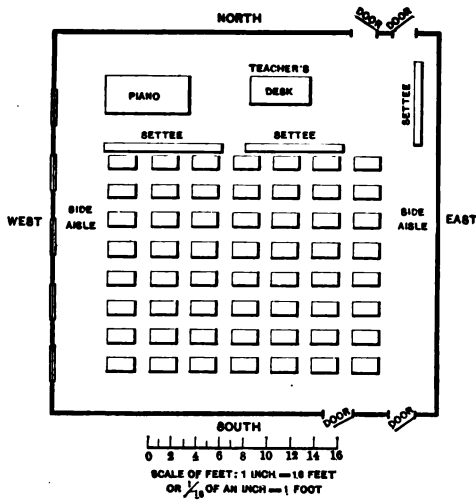 NORTH
DOOR DOOR
TEACHER'S
PIANO
DESK
SETTEE
SETTEE SETTEE
SIDE SIDE
WEST AISLE AISLE EAST
DOOR DOOR
SOUTH
0 2 4 6 8 10 12 14 16
SCALE OF FEET: 1 INCH = 16 FEET
OR 1/16 OF AN INCH = 1 FOOT